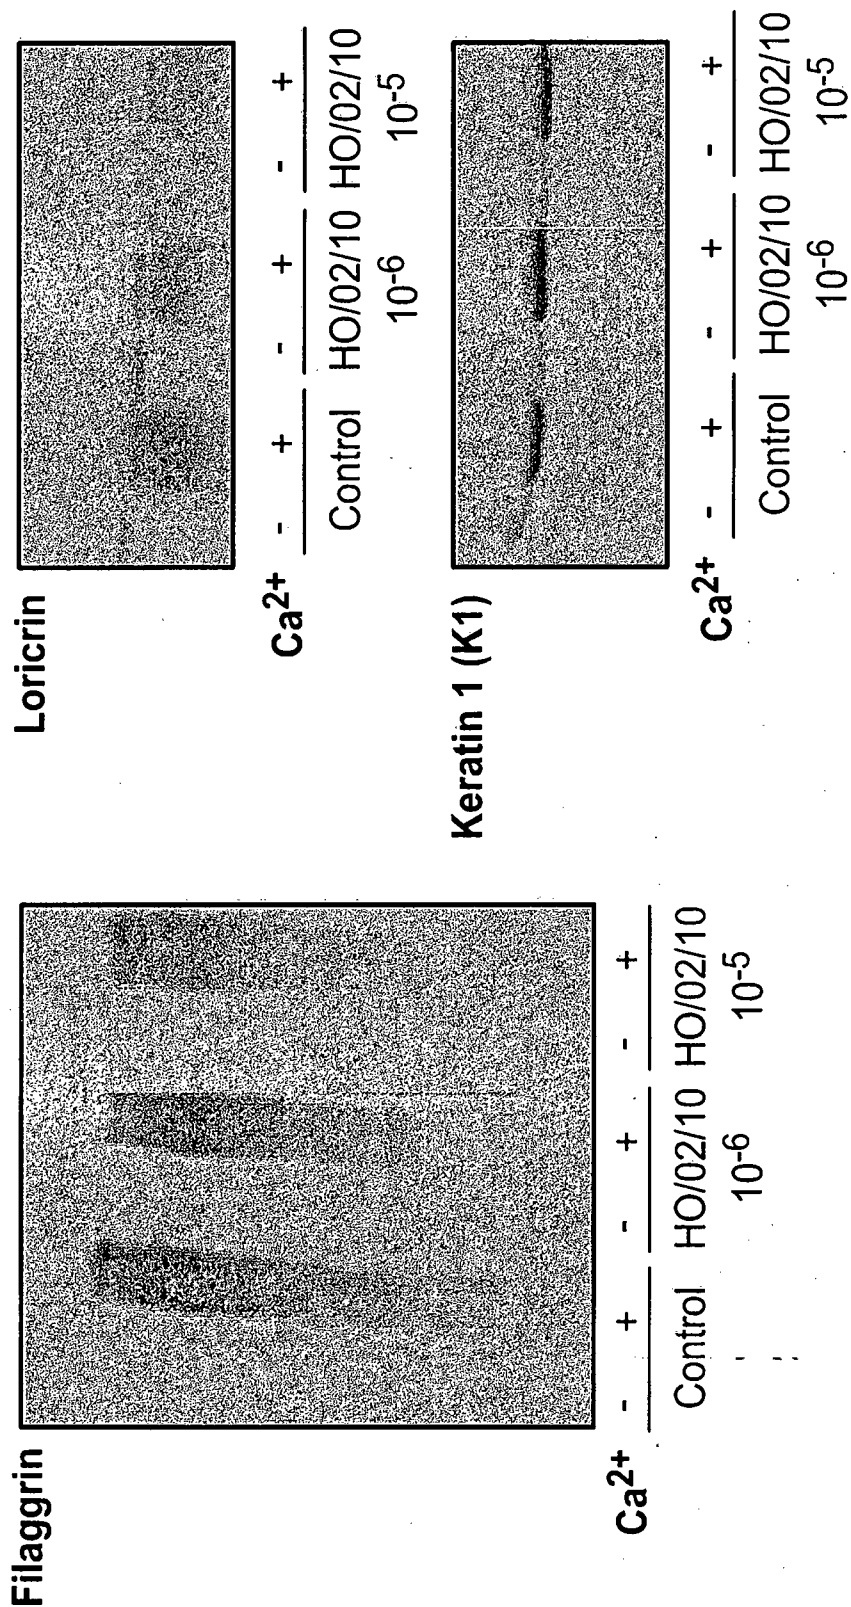 Filaggrin
Ca2+ - + - + - +
Control HO/02/10 HO/02/10
10-6 10-5
Loricrin
Ca2+ - + - + - +
Control HO/02/10 HO/02/10
10-6 10-5
Keratin 1 (K1)
Ca2+ - + - + - +
Control HO/02/10 HO/02/10
10-6 10-5